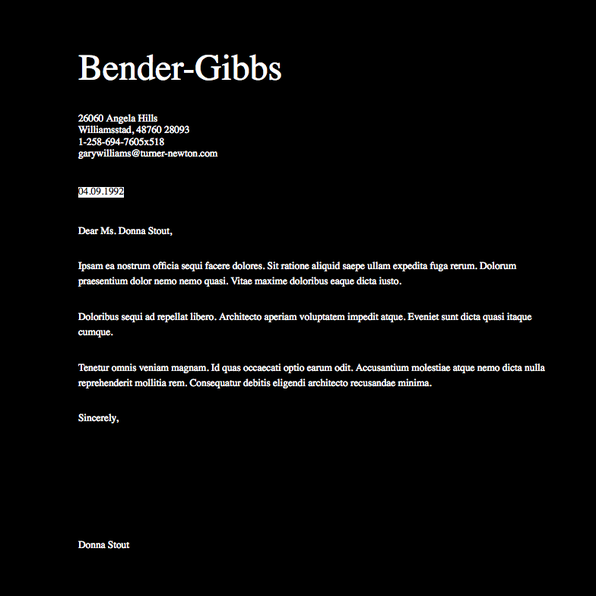 Bender-Gibbs
26060 Angela Hills
Williamsstad, 48760 28093
1-258-694-7605x518
garywilliams@turner-newton.com
04.09.1992
Dear Ms. Donna Stout,
Ipsam ea nostrum officia sequi facere dolores. Sit ratione aliquid saepe ullam expedita fuga rerum. Dolorum
praesentium dolor nemo nemo quasi. Vitae maxime doloribus eaque dicta iusto.
Doloribus sequi ad repellat libero. Architecto aperiam voluptatem impedit atque. Eveniet sunt dicta quasi itaque
cumque.
Tenetur omnis veniam magnam. Id quas occaecati optio earum odit. Accusantium molestiae atque nemo dicta nulla
reprehenderit mollitia rem. Consequatur debitis eligendi architecto recusandae minima.
Sincerely,
Donna Stout